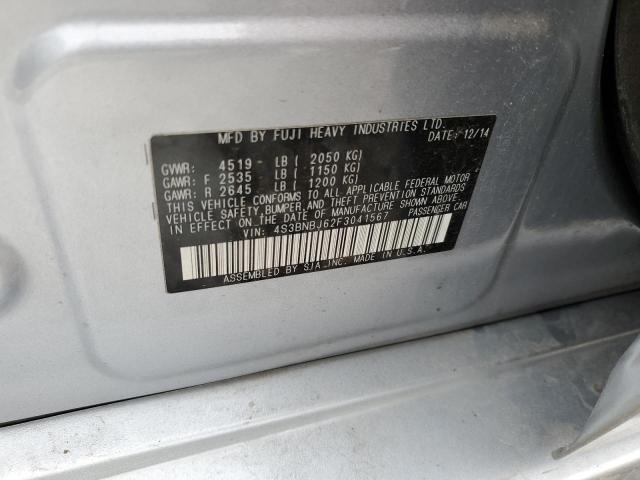 MFD BY FUJI HEAVY INDUSTRIES LTD.
DATE: 12/14
GVWR: 4519 - LB ( 2050 KG)
GAWR: F 2535 LB ( 1150 KG)
GAWR: R 2645 LB ( 1200 KG)
THIS VEHICLE CONFORMS TO ALL APPLICABLE FEDERAL MOTOR
VEHICLE SAFETY,BUMPER,AND THEFT PREVENTION STANDARDS
IN EFFECT ON THE DATE OF MANUFACTURE SHOWN ABOVE.
VIN: 4S3BNBJ62F3041567 PASSENGER CAR
ASSEMBLED BY SIA,INC. MADE IN U.S.A.